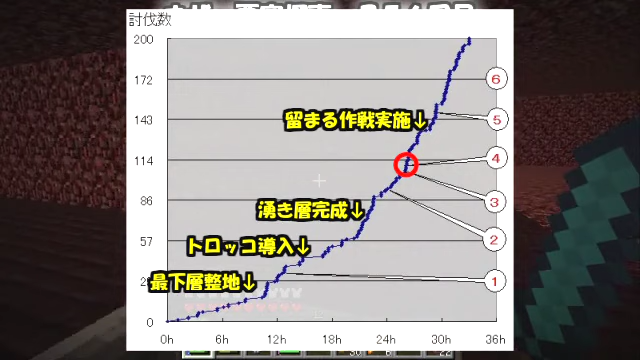 討伐数
200
172
6
143
留まる作戦実施↓
5
114
4
86
湧き層完成↓
3
57
トロッコ導入↓
2
最下層整地↓
1
0
0h
6h
12h
18h
24h
30h
36h